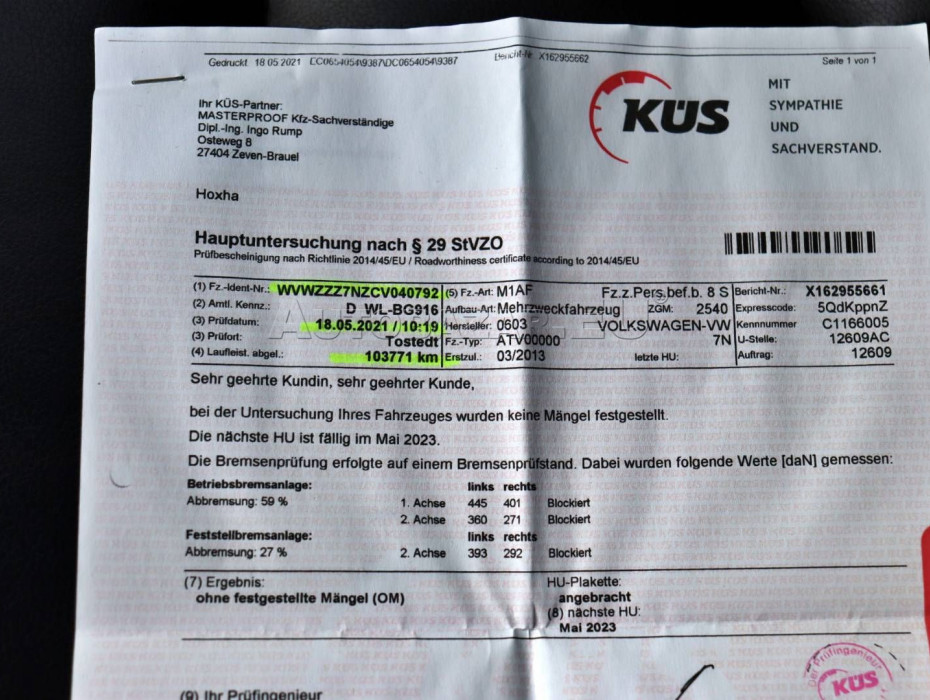 Gedruckt 18 05 2021 EC0654054\9387\DC0654054\9387 Bericht-Nr. X162955662 Seite 1 von 1
Ihr KÜS-Partner:
MASTERPROOF Kfz-Sachverständige
Dipl.-Ing. Ingo Rump
Osteweg 8
27404 Zeven-Brauel
KÜS
MIT
SYMPATHIE
UND
SACHVERSTAND.
Hoxha
Hauptuntersuchung nach § 29 StVZO
Prüfbescheinigung nach Richtlinie 2014/45/EU / Roadworthiness certificate according to 2014/45/EU
(1) Fz.-Ident-Nr.: WVWZZZ7NZCV040792 (5) Fz.-Art: M1AF Fz.z.Pers.bef.b. 8 S Bericht-Nr.: X162955661
(2) Amtl. Kennz.: D WL-BG916 Aufbau-Art: Mehrzweckfahrzeug ZGM: 2540 Expresscode: 5QdKppnZ
(3) Prüfdatum: 18.05.2021 / 10:19 Hersteller: 0603 VOLKSWAGEN-VW Kennnummer C1166005
(3) Prüfort: Tostedt Fz.-Typ: ATV00000 7N U-Stelle: 12609AC
(4) Laufleist. abgel.: 103771 km Erstzul.: 03/2013 letzte HU: Auftrag: 12609
Sehr geehrte Kundin, sehr geehrter Kunde,
bei der Untersuchung Ihres Fahrzeuges wurden keine Mängel festgestellt.
Die nächste HU ist fällig im Mai 2023.
Die Bremsenprüfung erfolgte auf einem Bremsenprüfstand. Dabei wurden folgende Werte [daN] gemessen:
Betriebsbremsanlage: links rechts
Abbremsung: 59 % 1. Achse 445 401 Blockiert
2. Achse 360 271 Blockiert
Feststellbremsanlage: links rechts
Abbremsung: 27 % 2. Achse 393 292 Blockiert
(7) Ergebnis: HU-Plakette:
ohne festgestellte Mängel (OM) angebracht
(8) nächste HU:
Mai 2023
(9) Ihr Prüfingenieur
Der Prüfingenieur
KÜS